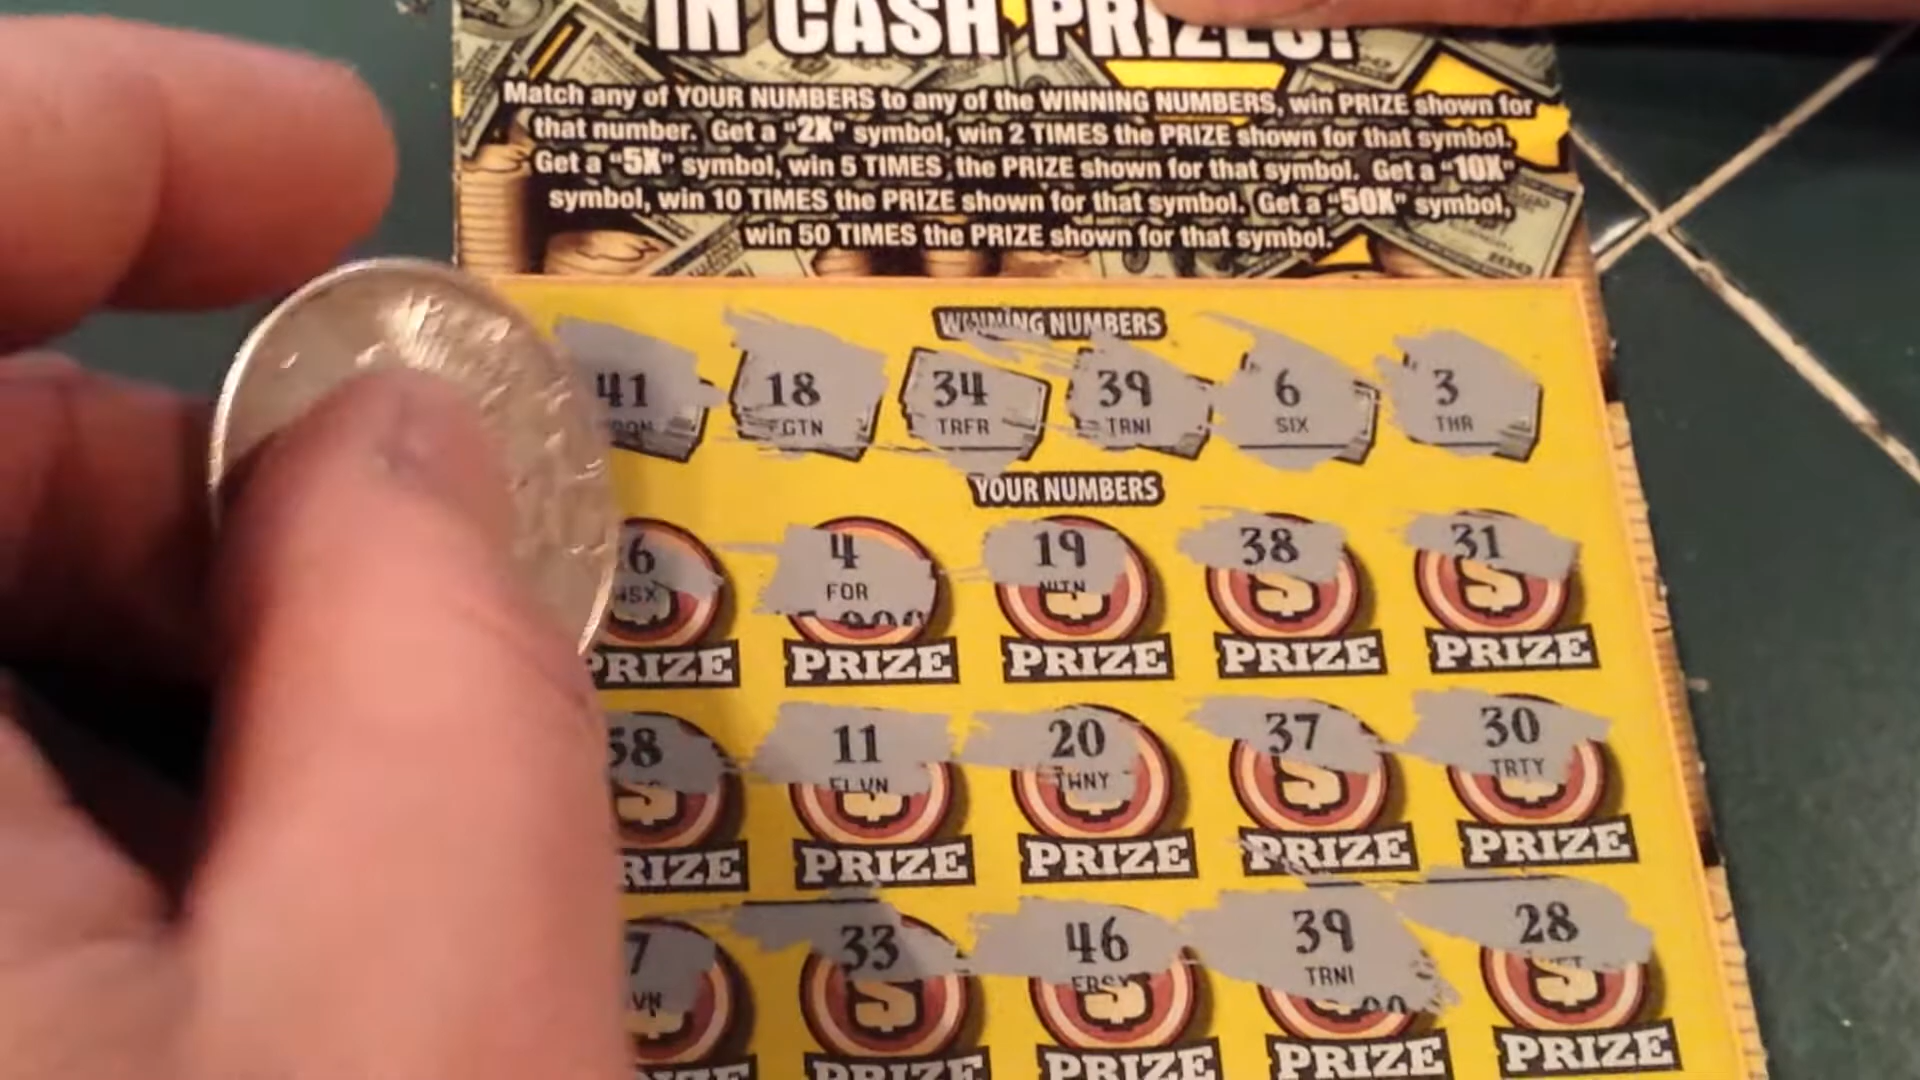 IN CASH PRIZES!
Match any of YOUR NUMBERS to any of the WINNING NUMBERS, win PRIZE shown for
that number. Get a "2X" symbol, win 2 TIMES the PRIZE shown for that symbol.
Get a "5X" symbol, win 5 TIMES the PRIZE shown for that symbol. Get a "10X"
symbol, win 10 TIMES the PRIZE shown for that symbol. Get a "50X" symbol,
win 50 TIMES the PRIZE shown for that symbol.
WINNING NUMBERS
41 18 34 39 6 3
TRFR TRNI SIX THR
YOUR NUMBERS
6 4 19 38 31
FOR NITN
PRIZE PRIZE PRIZE PRIZE PRIZE
58 11 20 37 30
ELVN TWNY TRTY
PRIZE PRIZE PRIZE PRIZE
7 33 46 39 28
TRNI
PRIZE PRIZE PRIZE PRIZE